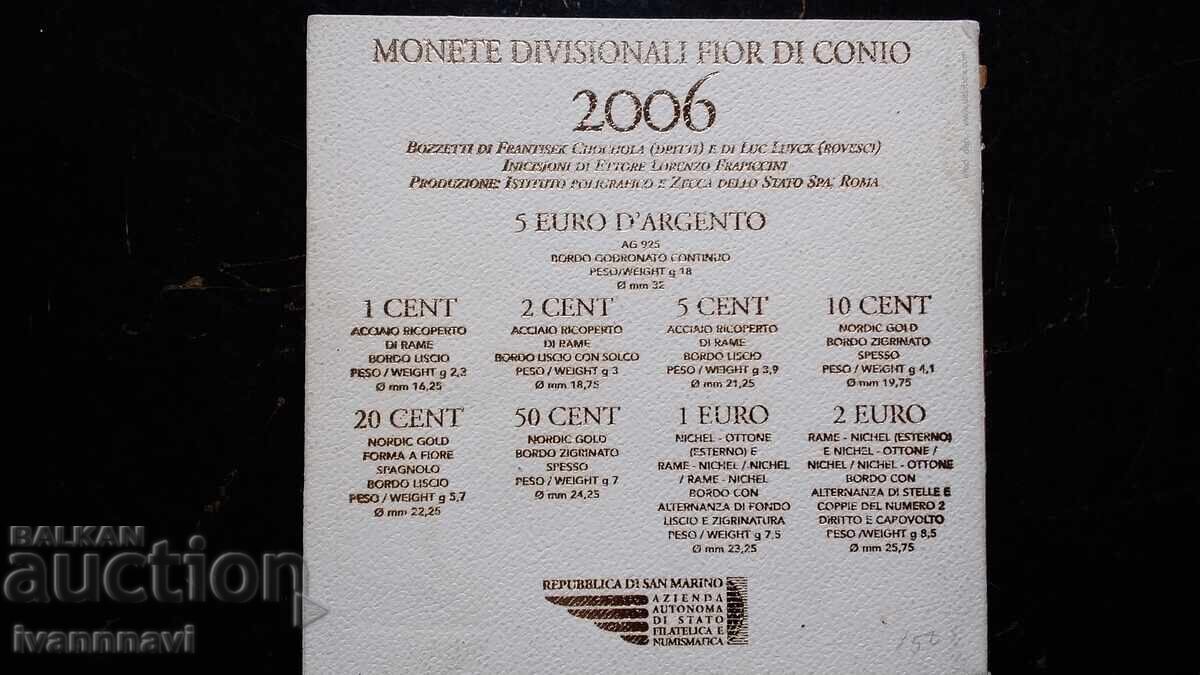 MONETE DIVISIONALI FIOR DI CONIO
2006
BOZZETTI DI FRANTISEK CHOCHOLA (DRITTI) E DI LUC LUYCX (ROVESCI)
INICISIONI DI ETTORE LORENZO FRAPICCINI
PRODUZIONE: ISTITUTO POLIGRAFICO E ZECCA DELLO STATO SPA, ROMA
5 EURO D'ARGENTO
AG 925
BORDO GODRONATO CONTINUO
PESO/WEIGHT g 18
Ø mm 32
1 CENT
ACCIAIO RICOPERTO
DI RAME
BORDO LISCIO
PESO / WEIGHT g 2,3
Ø mm 16,25
2 CENT
ACCIAIO RICOPERTO
DI RAME
BORDO LISCIO CON SOLCO
PESO / WEIGHT g 3
Ø mm 18,75
5 CENT
ACCIAIO RICOPERTO
DI RAME
BORDO LISCIO
PESO / WEIGHT g 3,9
Ø mm 21,25
10 CENT
NORDIC GOLD
BORDO ZIGRINATO
SPESSO
PESO / WEIGHT g 4,1
Ø mm 19,75
20 CENT
NORDIC GOLD
FORMA A FIORE
SPAGNOLO
BORDO LISCIO
PESO / WEIGHT g 5,7
Ø mm 22,25
50 CENT
NORDIC GOLD
BORDO ZIGRINATO
SPESSO
PESO / WEIGHT g 7
Ø mm 24,25
1 EURO
NICHEL - OTTONE
(ESTERNO) E
RAME - NICHEL / NICHEL
/ RAME - NICHEL
BORDO CON
ALTERNANZA DI FONDO
LISCIO E ZIGRINATURA
PESO / WEIGHT g 7,5
Ø mm 23,25
2 EURO
RAME - NICHEL (ESTERNO)
E NICHEL - OTTONE /
NICHEL / NICHEL - OTTONE
BORDO CON
ALTERNANZA DI STELLE E
COPPIE DEL NUMERO 2
DIRITTO E CAPOVOLTO
PESO /WEIGHT g 8,5
Ø mm 25,75
REPUBBLICA DI SAN MARINO
AZIENDA
AUTONOMA
DI STATO
FILATELICA E
NUMISMATICA
BALKAN
auction
ivannnavi